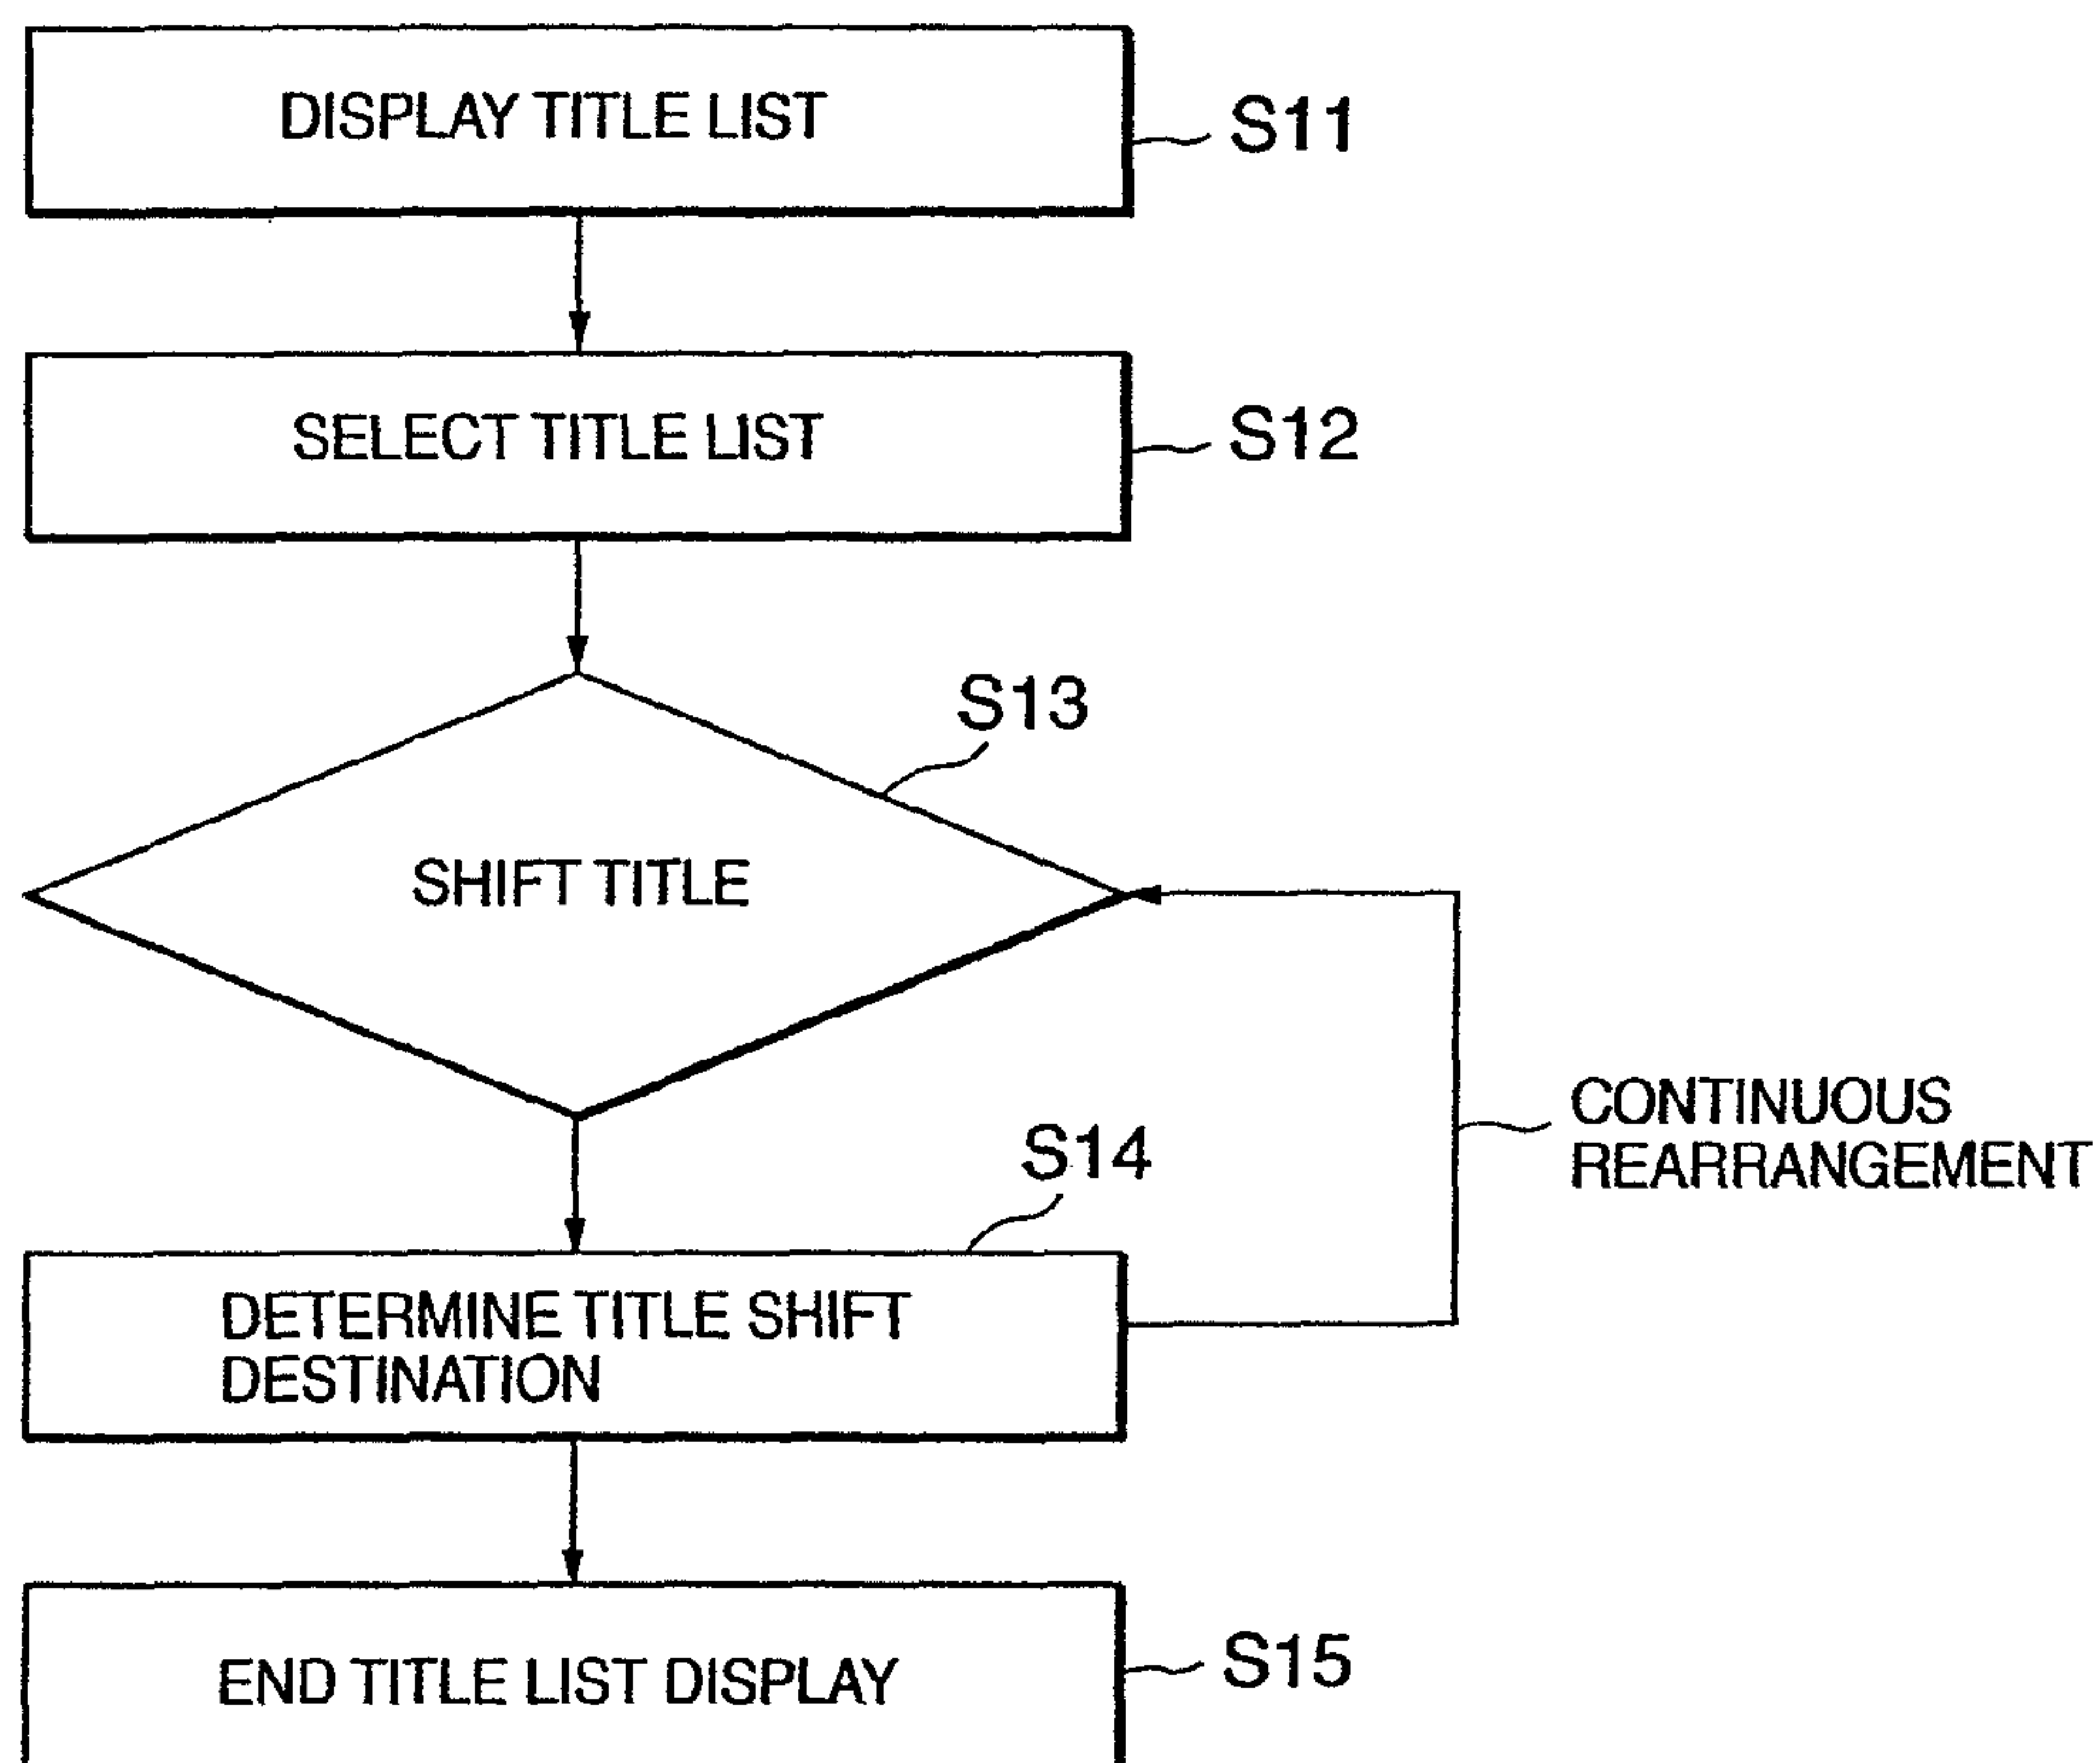 DISPLAY TITLE LIST
S11
SELECT TITLE LIST
S12
S13
SHIFT TITLE
CONTINUOUS
REARRANGEMENT
S14
DETERMINE TITLE SHIFT
DESTINATION
END TITLE LIST DISPLAY
S15